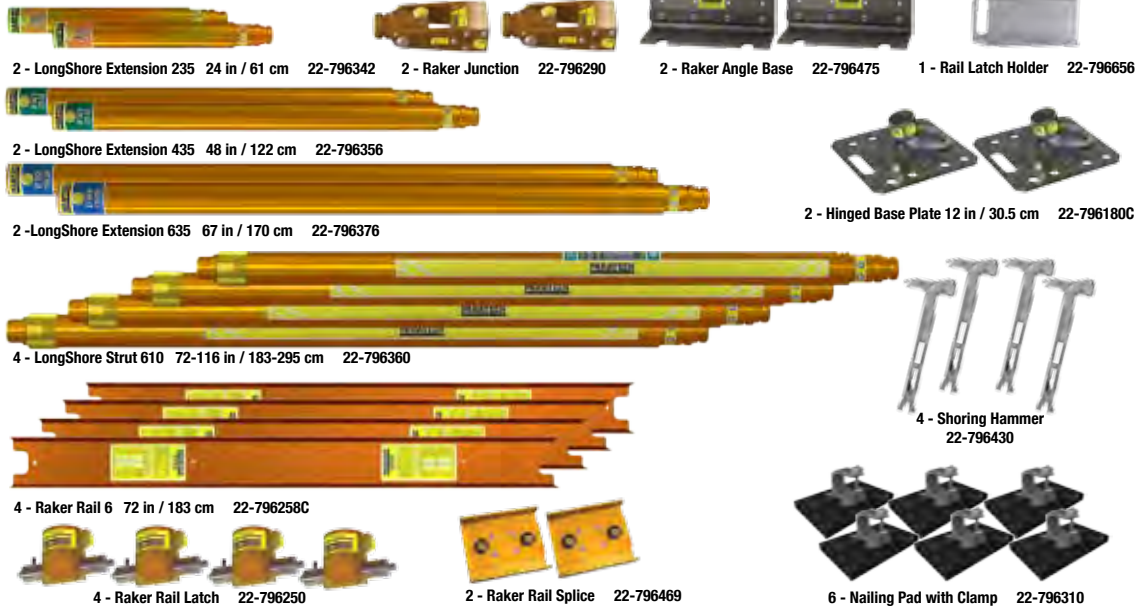 2 - LongShore Extension 235 24 in / 61 cm 22-796342
2 - Raker Junction 22-796290
2 - Raker Angle Base 22-796475
1 - Rail Latch Holder 22-796656
2 - LongShore Extension 435 48 in / 122 cm 22-796356
2 -LongShore Extension 635 67 in / 170 cm 22-796376
2 - Hinged Base Plate 12 in / 30.5 cm 22-796180C
PARATECH
PARATECH
PARATECH
PARATECH
4 - LongShore Strut 610 72-116 in / 183-295 cm 22-796360
4 - Shoring Hammer
22-796430
4 - Raker Rail 6 72 in / 183 cm 22-796258C
4 - Raker Rail Latch 22-796250
2 - Raker Rail Splice 22-796469
6 - Nailing Pad with Clamp 22-796310